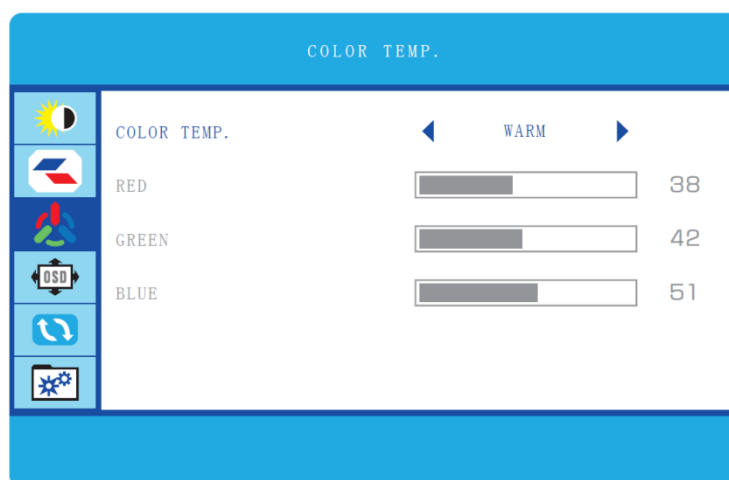 COLOR TEMP.
COLOR TEMP. WARM
RED 38
GREEN 42
OSD
BLUE 51